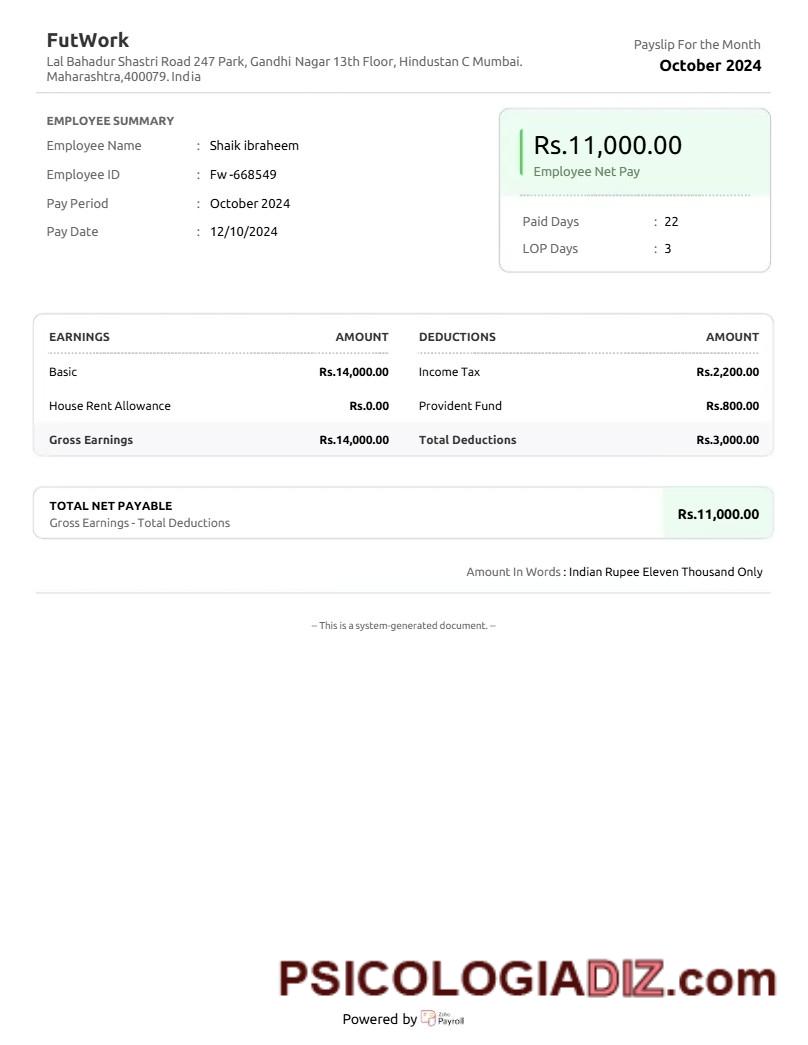 FutWork
Lal Bahadur Shastri Road 247 Park, Gandhi Nagar 13th Floor, Hindustan C Mumbai.
Maharashtra,400079. India
Payslip For the Month
October 2024
EMPLOYEE SUMMARY
Employee Name : Shaik ibraheem
Employee ID : Fw -668549
Pay Period : October 2024
Pay Date : 12/10/2024
Rs.11,000.00
Employee Net Pay
Paid Days : 22
LOP Days : 3
EARNINGS AMOUNT DEDUCTIONS AMOUNT
Basic Rs.14,000.00 Income Tax Rs.2,200.00
House Rent Allowance Rs.0.00 Provident Fund Rs.800.00
Gross Earnings Rs.14,000.00 Total Deductions Rs.3,000.00
TOTAL NET PAYABLE
Gross Earnings - Total Deductions
Rs.11,000.00
Amount In Words : Indian Rupee Eleven Thousand Only
-- This is a system-generated document. --
PSICOLOGIADIZ.com
Powered by Zoho Payroll